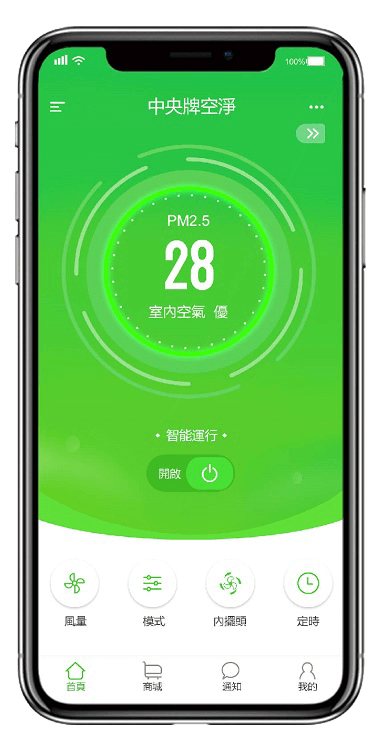 100%
中央牌空淨
PM2.5
28
室內空氣 優
• 智能運行 •
開啟
風量 模式 內擺頭 定時
首頁 商城 通知 我的